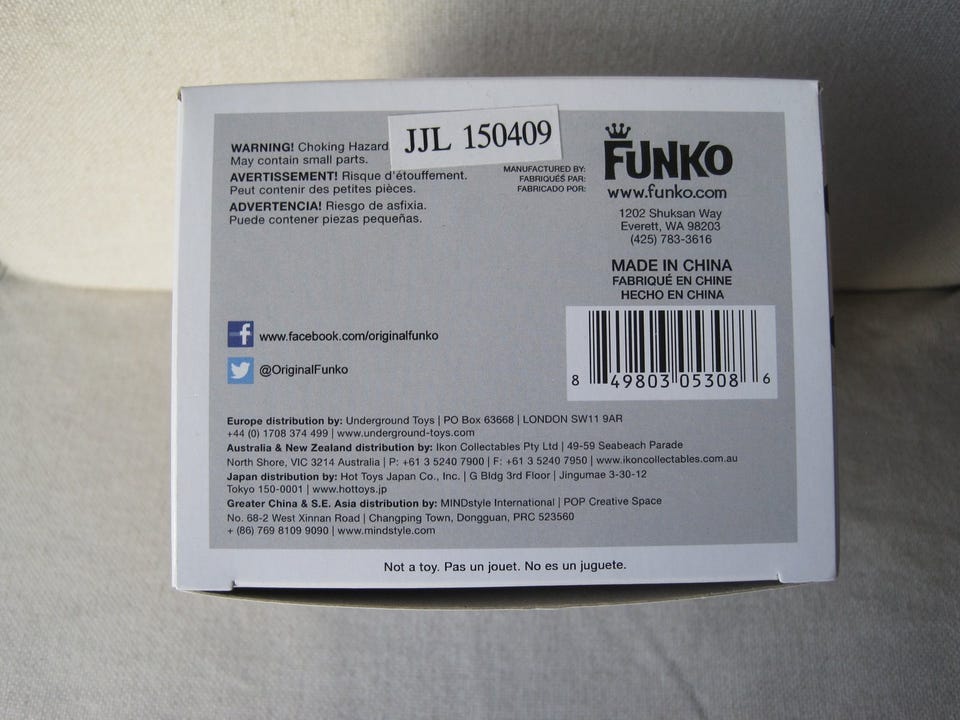 JJL 150409
WARNING! Choking Hazard
May contain small parts.
AVERTISSEMENT! Risque d'étouffement.
Peut contenir des petites pièces.
ADVERTENCIA! Riesgo de asfixia.
Puede contener piezas pequeñas.
MANUFACTURED BY:
FABRIQUÉS PAR:
FABRICADO POR:
FUNKO
www.funko.com
1202 Shuksan Way
Everett, WA 98203
(425) 783-3616
MADE IN CHINA
FABRIQUÉ EN CHINE
HECHO EN CHINA
8 49803 05308 6
f www.facebook.com/originalfunko
@OriginalFunko
Europe distribution by: Underground Toys | PO Box 63668 | LONDON SW11 9AR
+44 (0) 1708 374 499 | www.underground-toys.com
Australia & New Zealand distribution by: Ikon Collectables Pty Ltd | 49-59 Seabeach Parade
North Shore, VIC 3214 Australia | P: +61 3 5240 7900 | F: +61 3 5240 7950 | www.ikoncollectables.com.au
Japan distribution by: Hot Toys Japan Co., Inc. | G Bldg 3rd Floor | Jingumae 3-30-12
Tokyo 150-0001 | www.hottoys.jp
Greater China & S.E. Asia distribution by: MINDstyle International | POP Creative Space
No. 68-2 West Xinnan Road | Changping Town, Dongguan, PRC 523560
+ (86) 769 8109 9090 | www.mindstyle.com
Not a toy. Pas un jouet. No es un juguete.